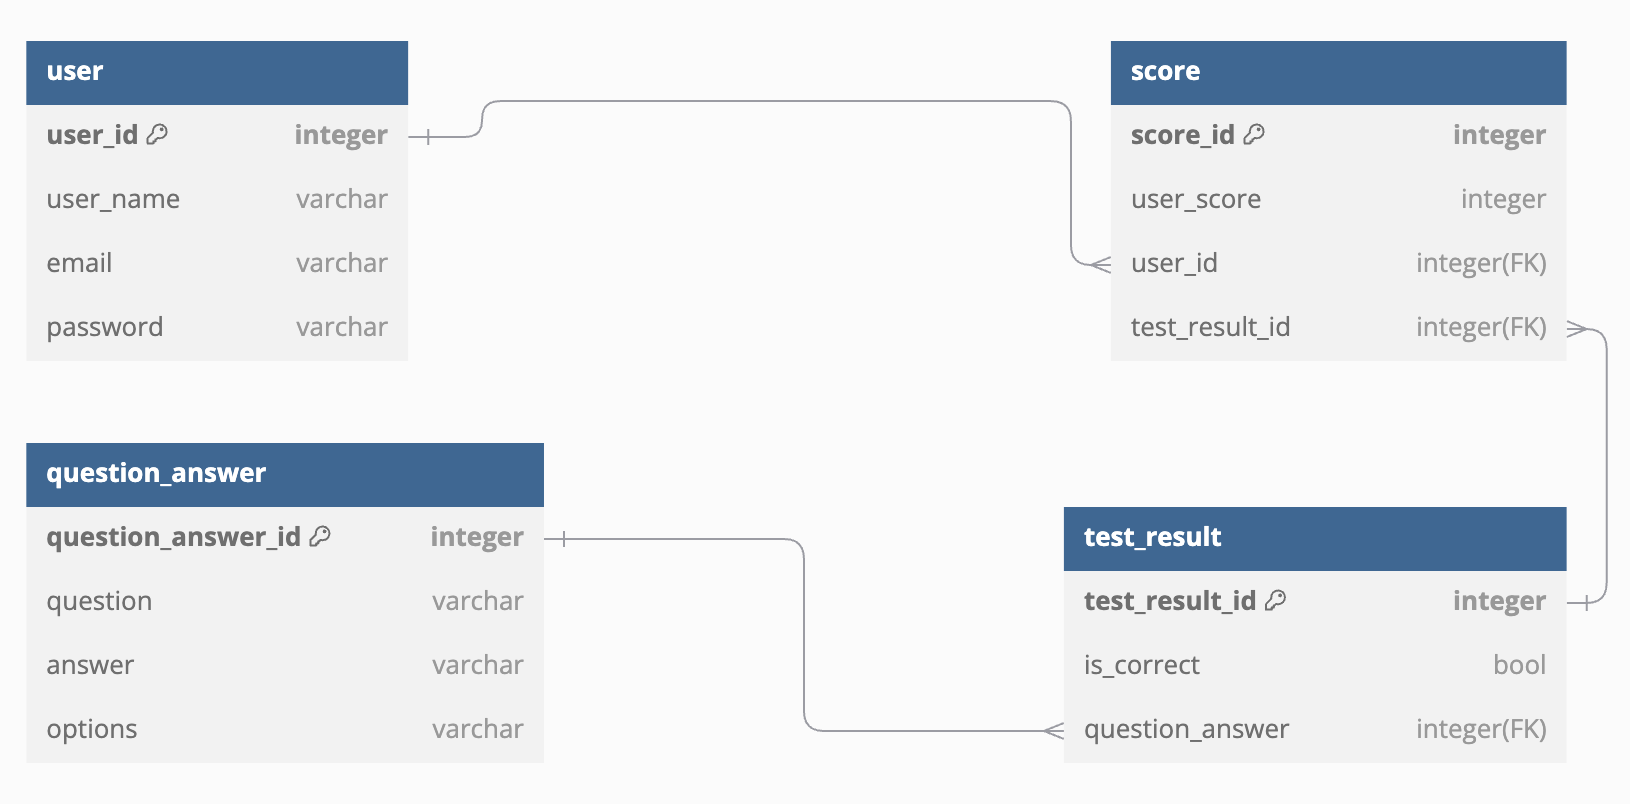 user
user_id integer
user_name varchar
email varchar
password varchar
score
score_id integer
user_score integer
user_id integer(FK)
test_result_id integer(FK)
question_answer
question_answer_id integer
question varchar
answer varchar
options varchar
test_result
test_result_id integer
is_correct bool
question_answer integer(FK)